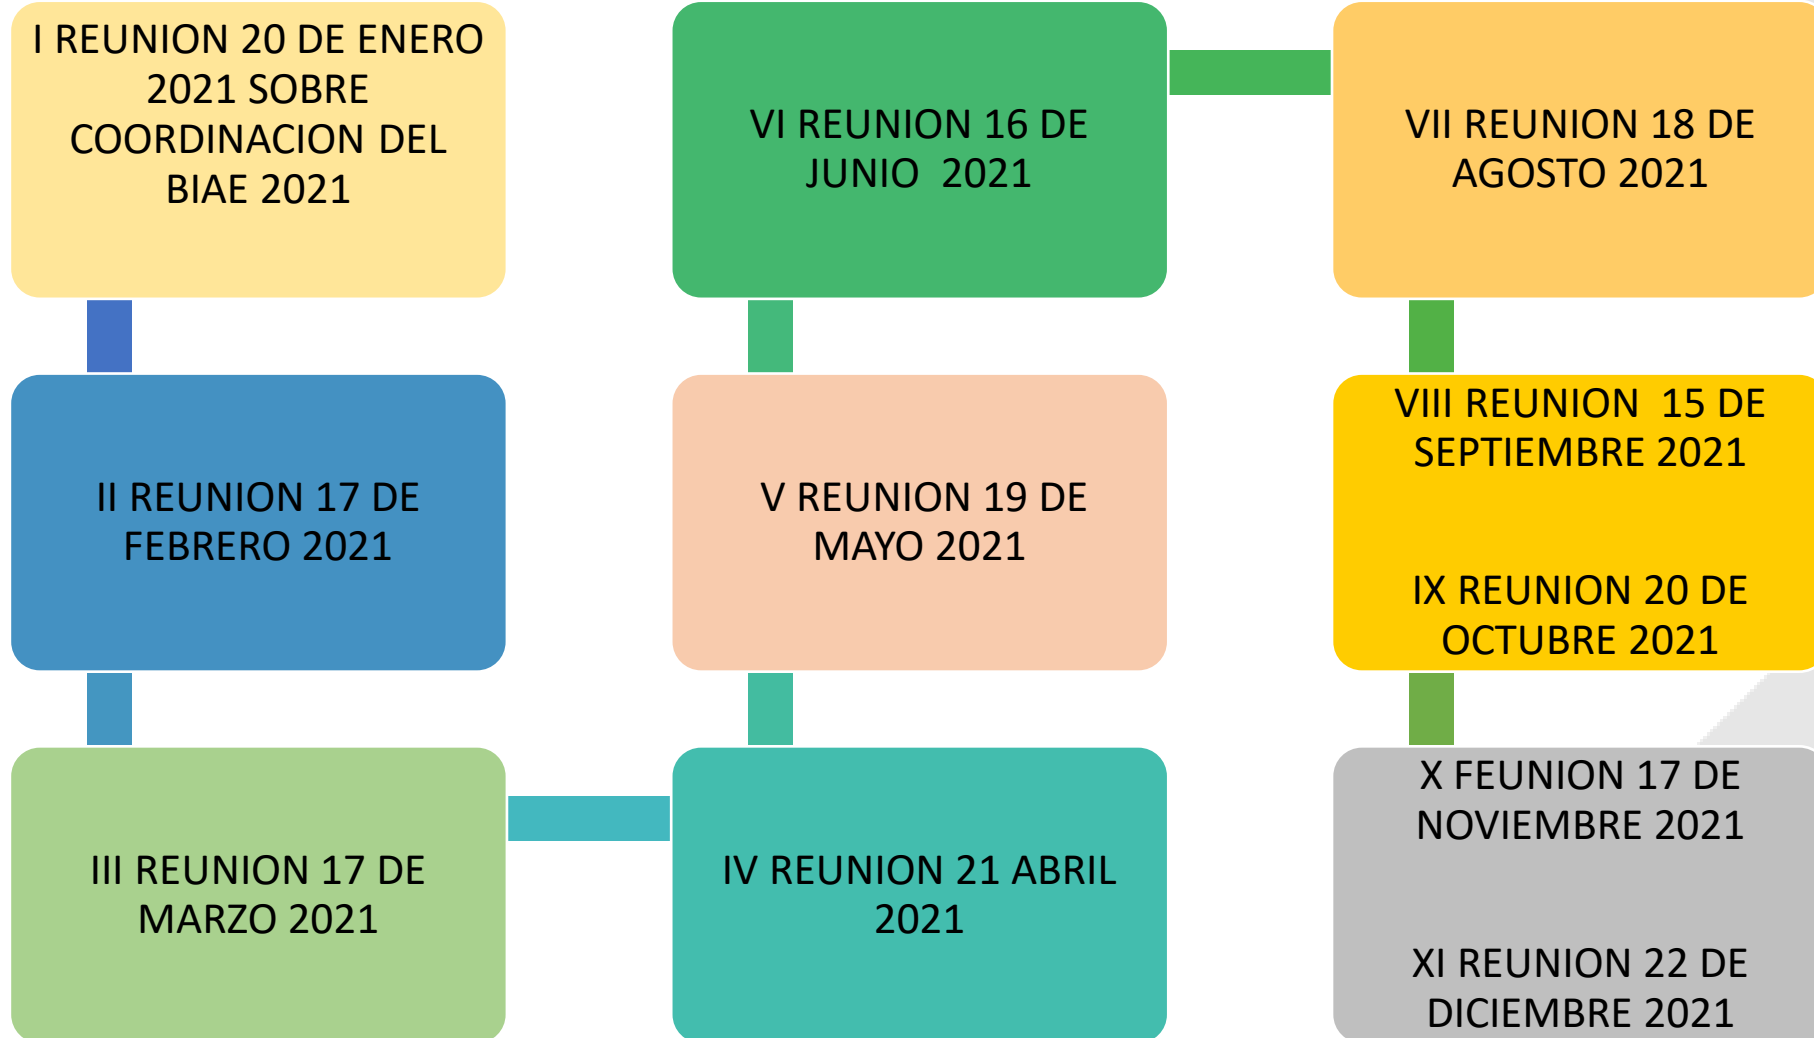 I REUNION 20 DE ENERO
2021 SOBRE
COORDINACION DEL
BIAE 2021
II REUNION 17 DE
FEBRERO 2021
III REUNION 17 DE
MARZO 2021
IV REUNION 21 ABRIL
2021
V REUNION 19 DE
MAYO 2021
VI REUNION 16 DE
JUNIO  2021
VII REUNION 18 DE
AGOSTO 2021
VIII REUNION  15 DE
SEPTIEMBRE 2021
IX REUNION 20 DE
OCTUBRE 2021
X FEUNION 17 DE
NOVIEMBRE 2021
XI REUNION 22 DE
DICIEMBRE 2021